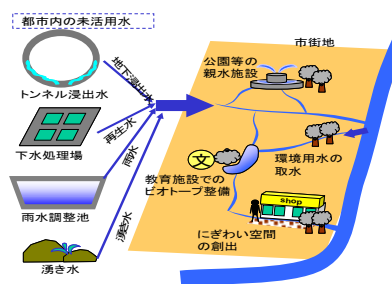 都市内の未活用水
トンネル浸出水
下水処理場
雨水調整池
湧き水
地下浸出水
再生水
雨水
湧き水
市街地
公園等の
親水施設
環境用水の
取水
文
教育施設での
ビオトープ整備
shop
にぎわい空間
の創出